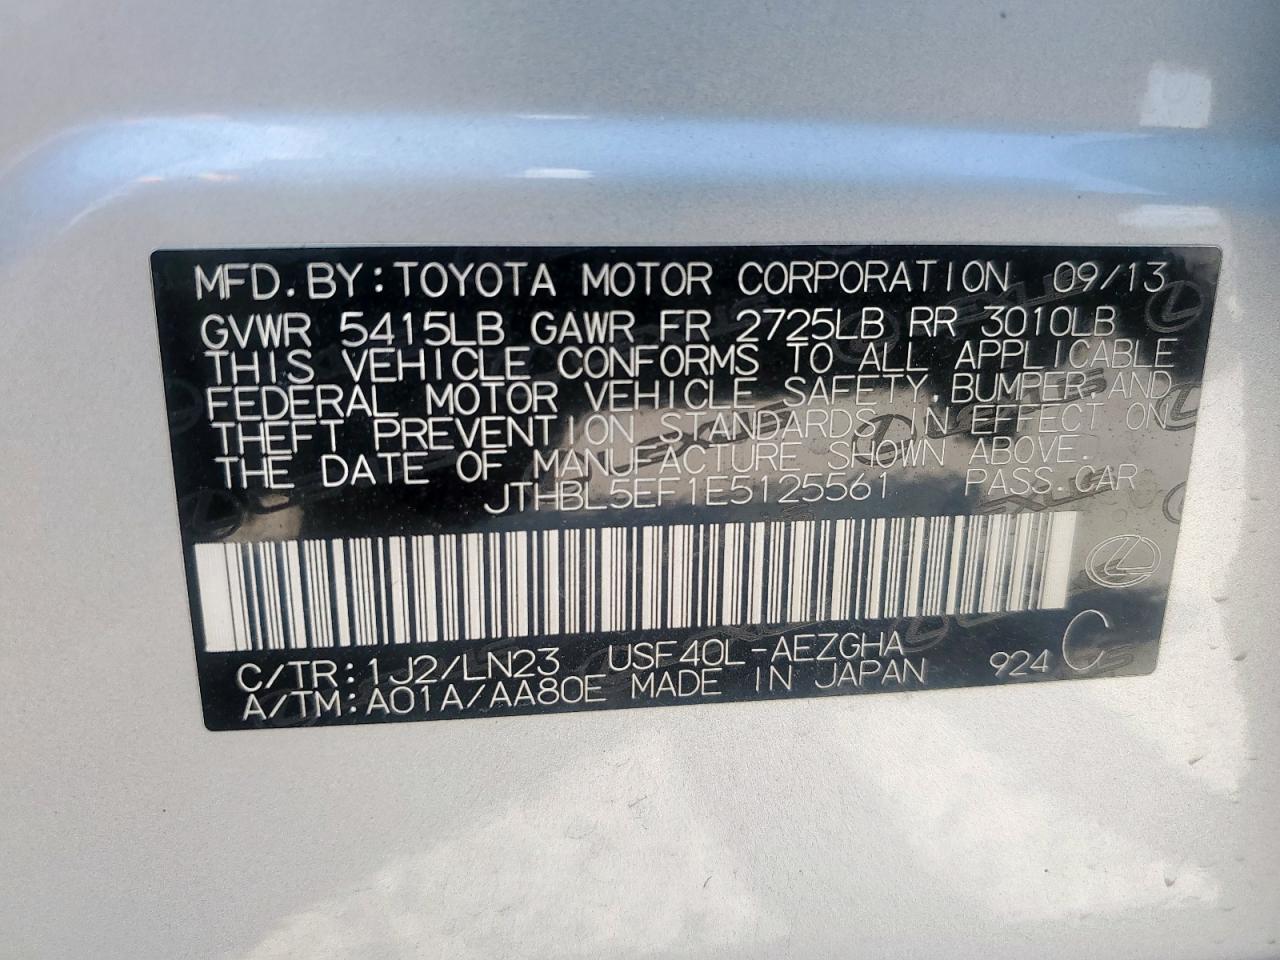 MFD. BY: TOYOTA MOTOR CORPORATION 09/13
GVWR 5415LB GAWR FR 2725LB RR 3010LB
THIS VEHICLE CONFORMS TO ALL APPLICABLE
FEDERAL MOTOR VEHICLE SAFETY, BUMPER, AND
THEFT PREVENTION STANDARDS IN EFFECT ON
THE DATE OF MANUFACTURE SHOWN ABOVE.
JTHBL5EF1E5125561 PASS. CAR
C/TR: 1J2/LN23 USF40L-AEZGHA
A/TM: A01A/AA80E MADE IN JAPAN 924 C